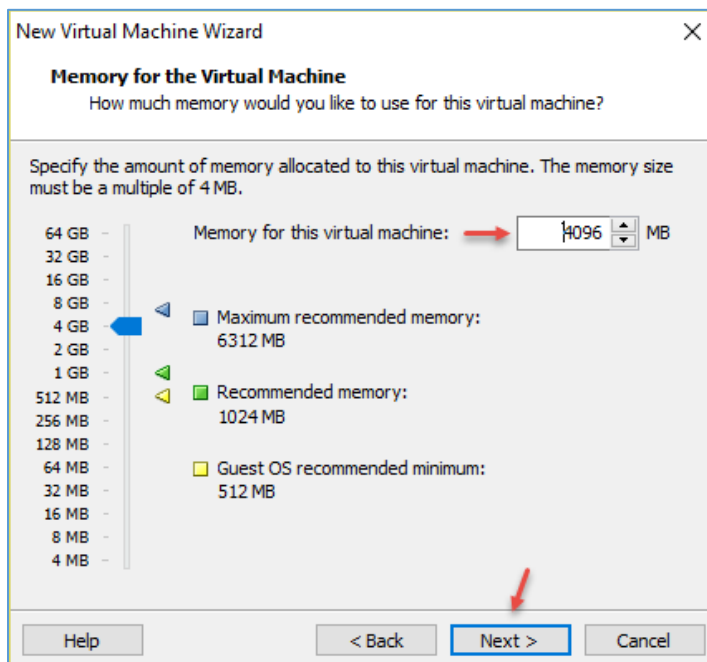 New Virtual Machine Wizard
Memory for the Virtual Machine
How much memory would you like to use for this virtual machine?
Specify the amount of memory allocated to this virtual machine. The memory size
must be a multiple of 4 MB.
Memory for this virtual machine: 4096 MB
64 GB
32 GB
16 GB
8 GB
4 GB
2 GB
1 GB
512 MB
256 MB
128 MB
64 MB
32 MB
16 MB
8 MB
4 MB
Maximum recommended memory:
6312 MB
Recommended memory:
1024 MB
Guest OS recommended minimum:
512 MB
Help
< Back
Next >
Cancel